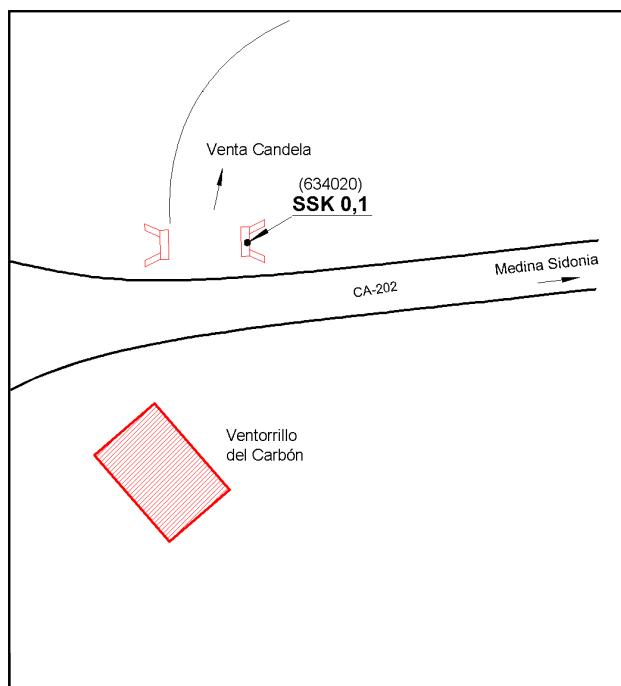 Venta Candela
(634020)
SSK 0,1
Medina Sidonia
CA-202
Ventorrillo
del Carbón